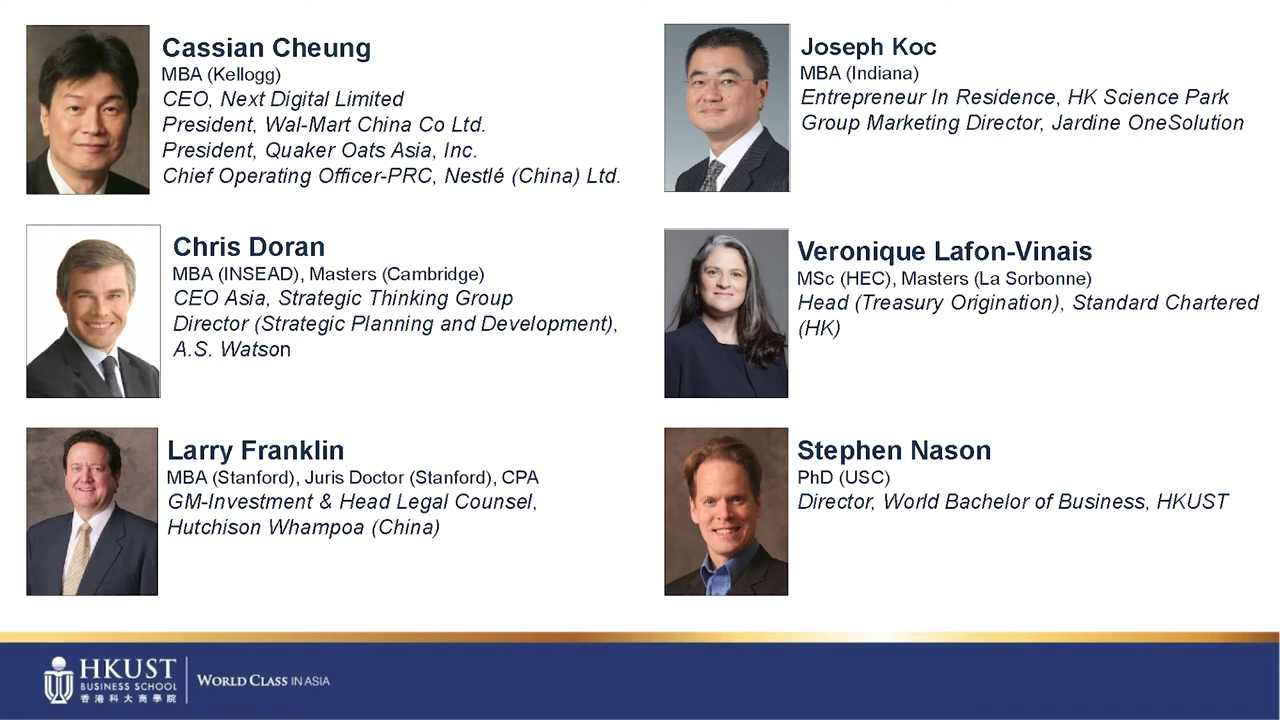 Cassian Cheung
MBA (Kellogg)
CEO, Next Digital Limited
President, Wal-Mart China Co Ltd.
President, Quaker Oats Asia, Inc.
Chief Operating Officer-PRC, Nestlé (China) Ltd.
Joseph Koc
MBA (Indiana)
Entrepreneur In Residence, HK Science Park
Group Marketing Director, Jardine OneSolution
Chris Doran
MBA (INSEAD), Masters (Cambridge)
CEO Asia, Strategic Thinking Group
Director (Strategic Planning and Development),
A.S. Watson
Veronique Lafon-Vinais
MSc (HEC), Masters (La Sorbonne)
Head (Treasury Origination), Standard Chartered
(HK)
Larry Franklin
MBA (Stanford), Juris Doctor (Stanford), CPA
GM-Investment & Head Legal Counsel,
Hutchison Whampoa (China)
Stephen Nason
PhD (USC)
Director, World Bachelor of Business, HKUST
HKUST
BUSINESS SCHOOL
香港科大商學院
WORLD CLASS IN ASIA